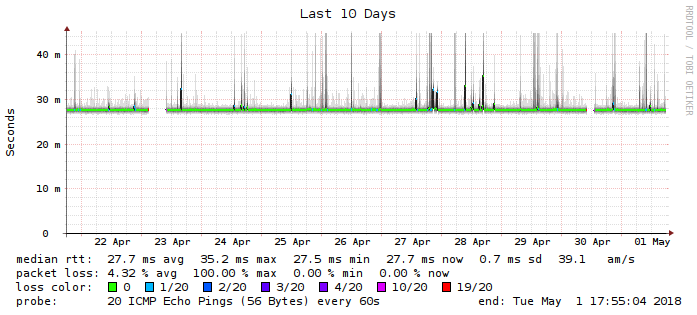 Last 10 Days
RRDTOOL / TOBI OETIKER
Seconds
40 m
30 m
20 m
10 m
0
22 Apr 23 Apr 24 Apr 25 Apr 26 Apr 27 Apr 28 Apr 29 Apr 30 Apr 01 May
median rtt: 27.7 ms avg 35.2 ms max 27.5 ms min 27.7 ms now 0.7 ms sd 39.1 am/s
packet loss: 4.32 % avg 100.00 % max 0.00 % min 0.00 % now
loss color: 0 1/20 2/20 3/20 4/20 10/20 19/20
probe: 20 ICMP Echo Pings (56 Bytes) every 60s end: Tue May 1 17:55:04 2018